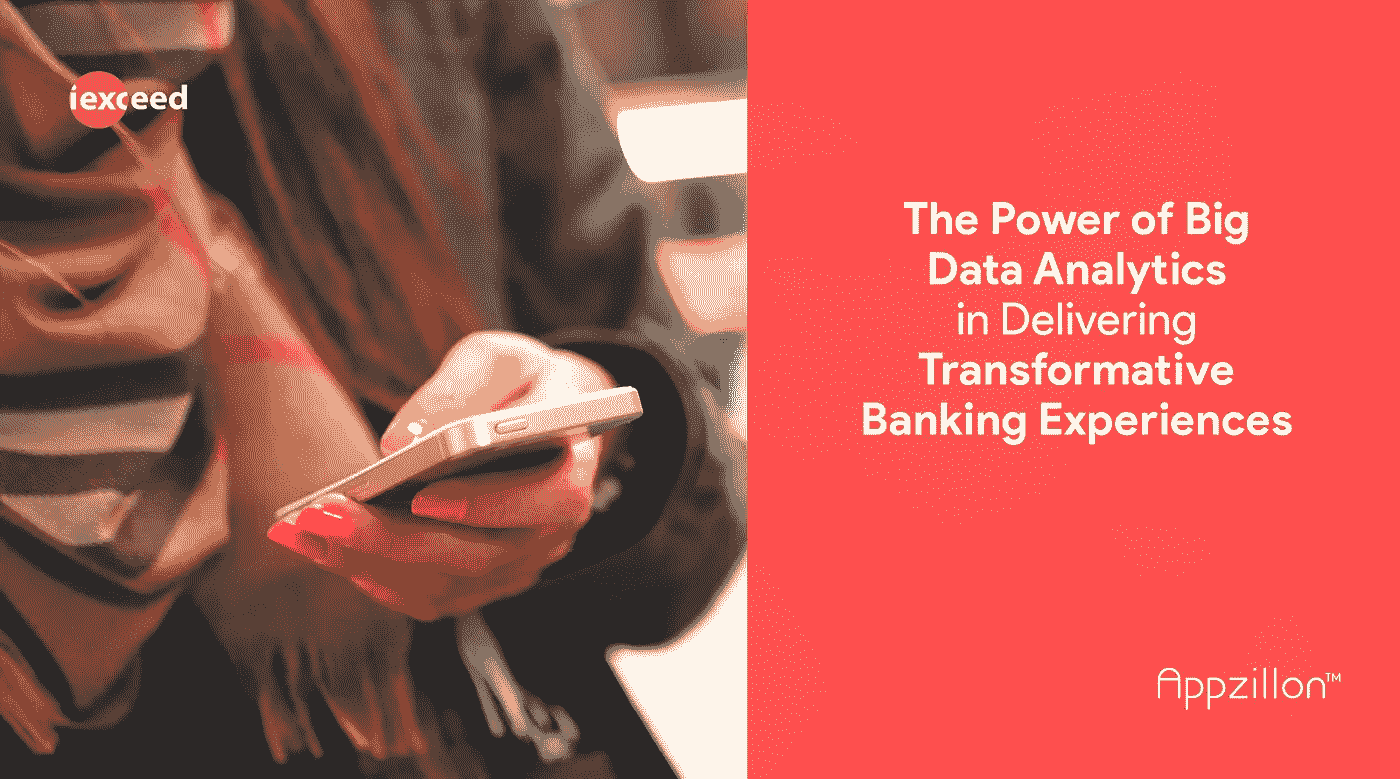 iexceed
The Power of Big
Data Analytics
in Delivering
Transformative
Banking Experiences
Appzillon™